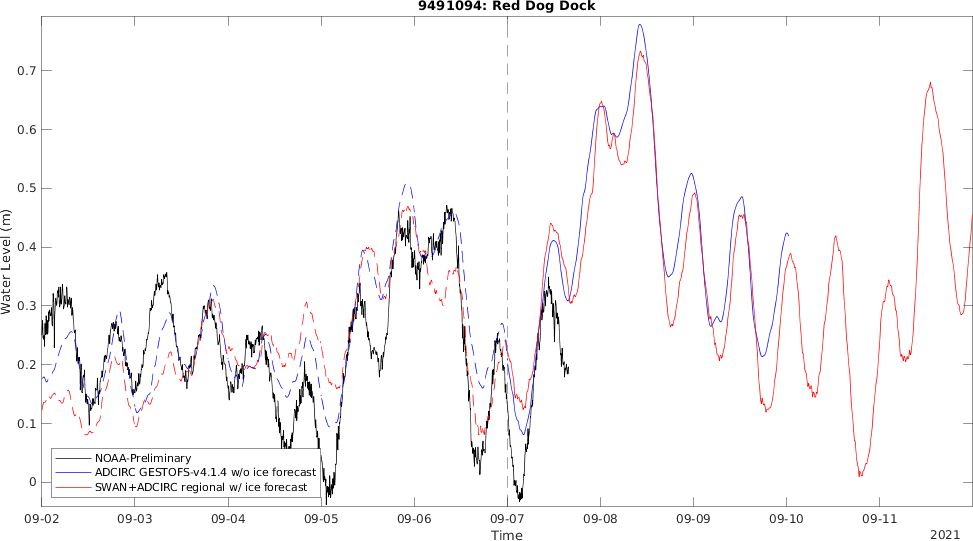 9491094: Red Dog Dock
Water Level (m)
0.7
0.6
0.5
0.4
0.3
0.2
0.1
0
NOAA-Preliminary
ADCIRC GESTOFS-v4.1.4 w/o ice forecast
SWAN+ADCIRC regional w/ ice forecast
09-02 09-03 09-04 09-05 09-06 09-07 09-08 09-09 09-10 09-11
Time
2021